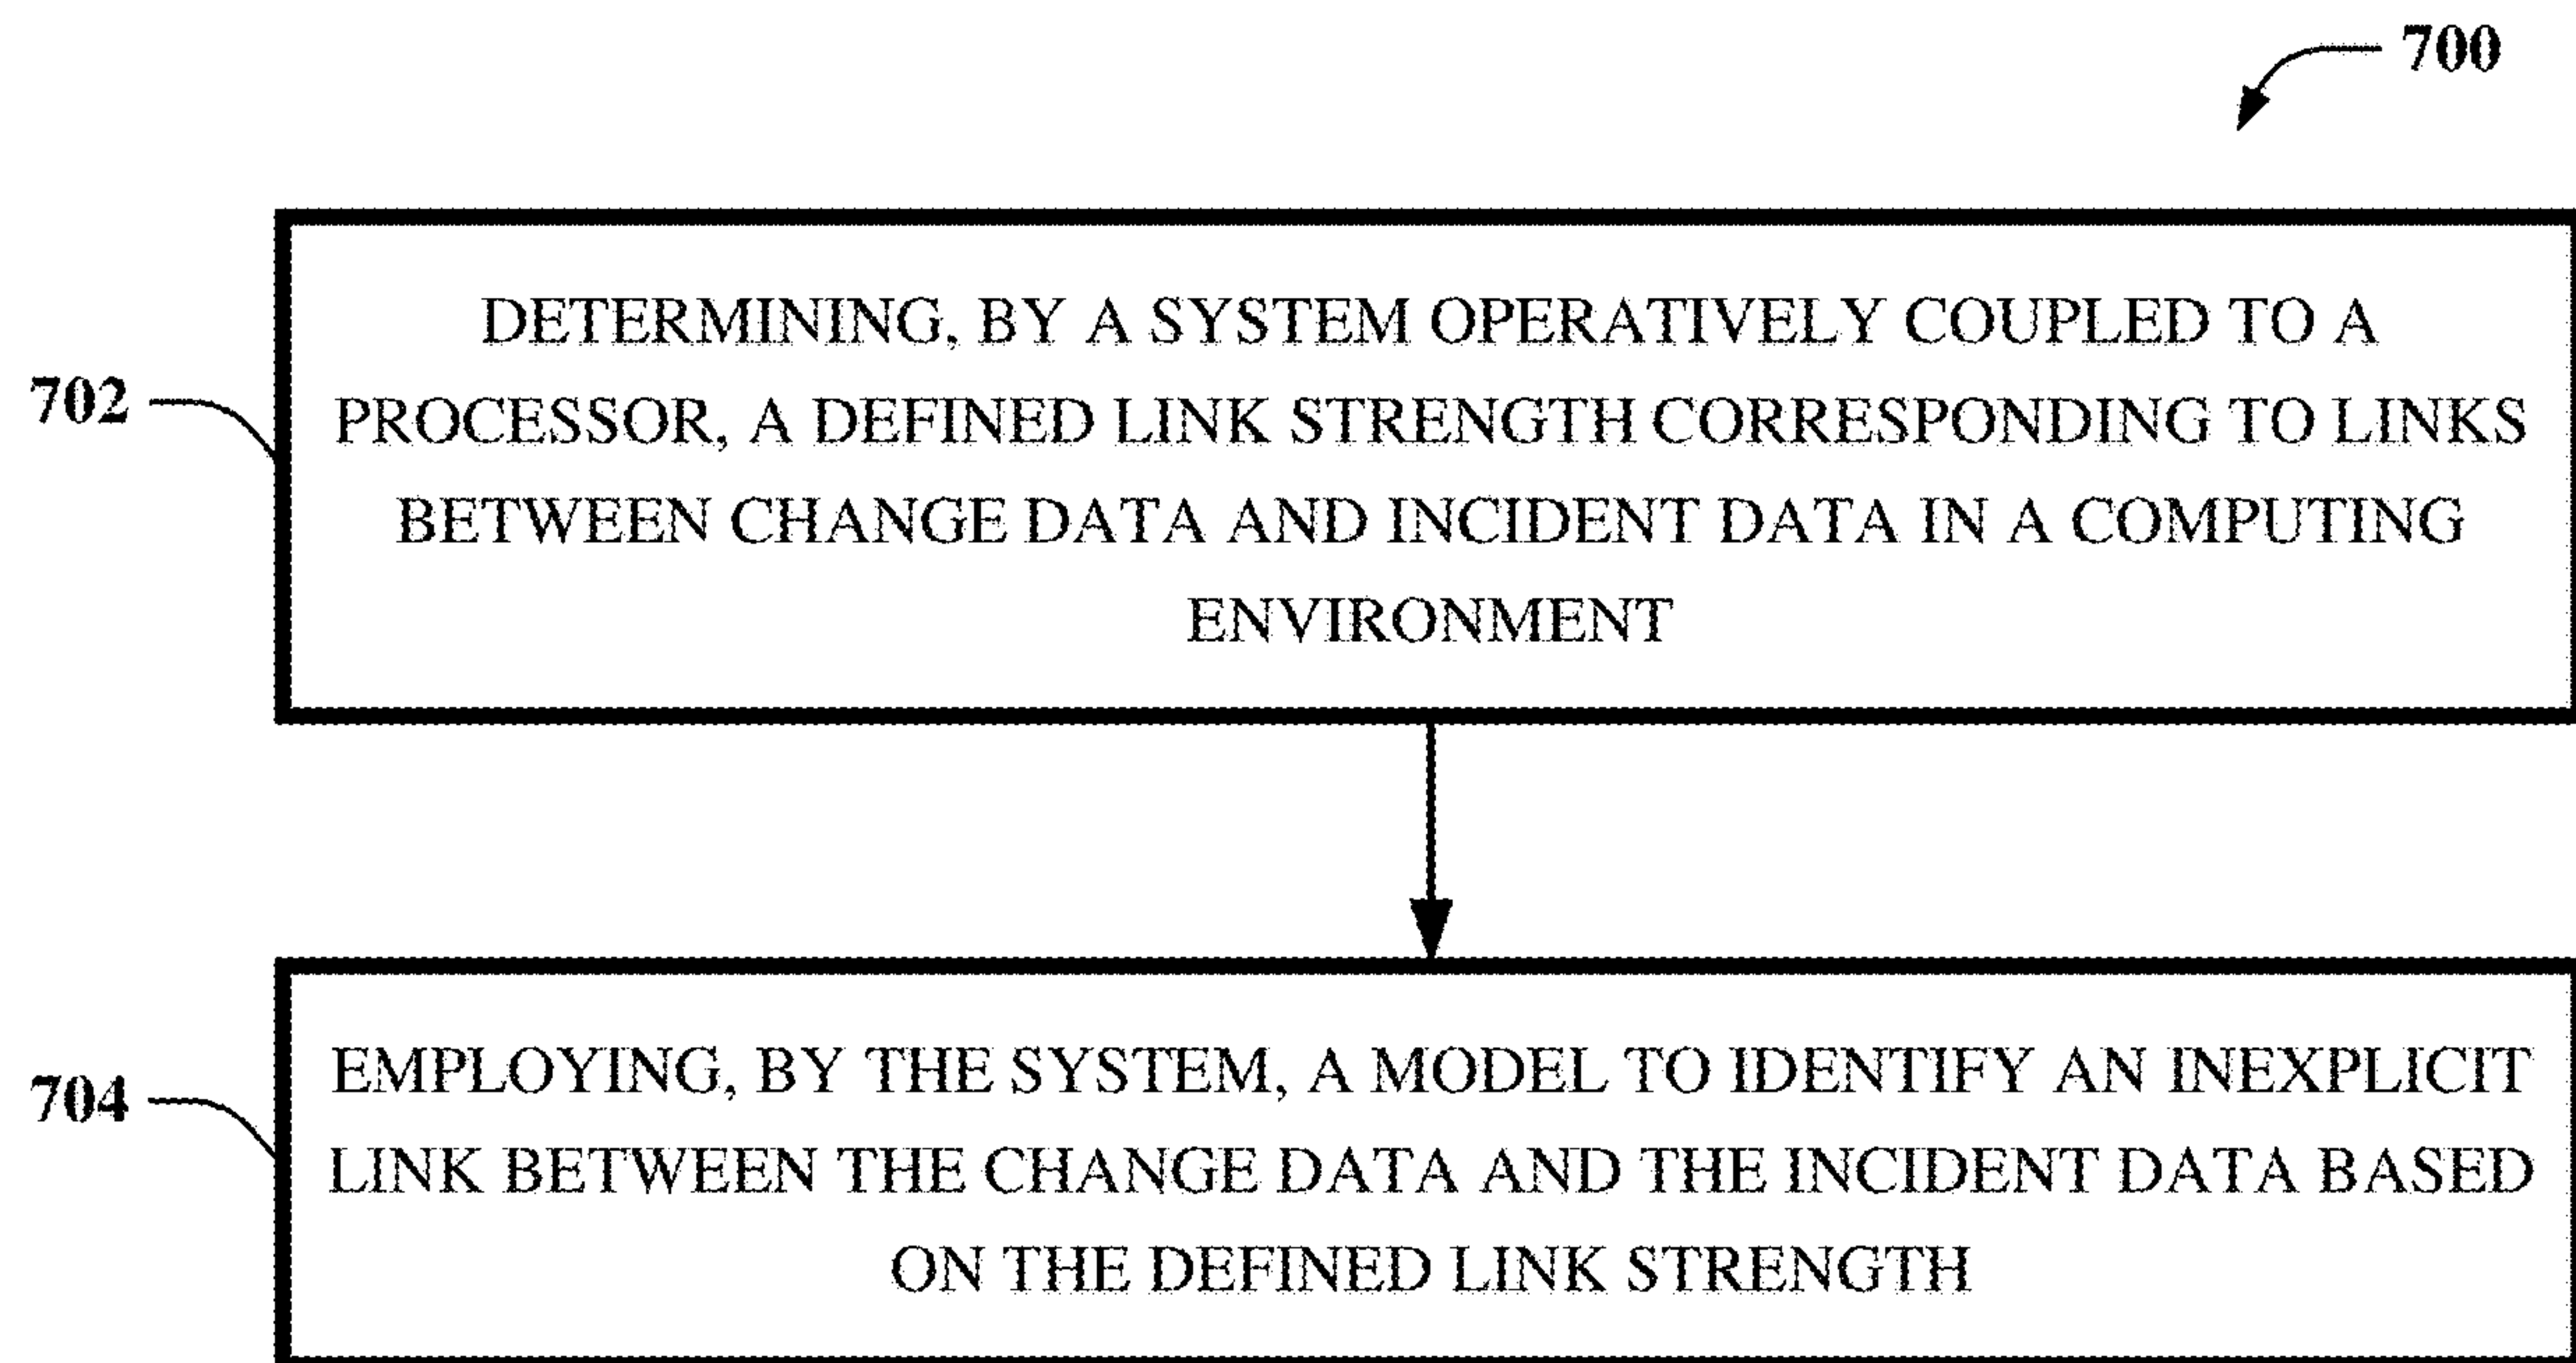 700
702
DETERMINING, BY A SYSTEM OPERATIVELY COUPLED TO A
PROCESSOR, A DEFINED LINK STRENGTH CORRESPONDING TO LINKS
BETWEEN CHANGE DATA AND INCIDENT DATA IN A COMPUTING
ENVIRONMENT
704
EMPLOYING, BY THE SYSTEM, A MODEL TO IDENTIFY AN INEXPLICIT
LINK BETWEEN THE CHANGE DATA AND THE INCIDENT DATA BASED
ON THE DEFINED LINK STRENGTH